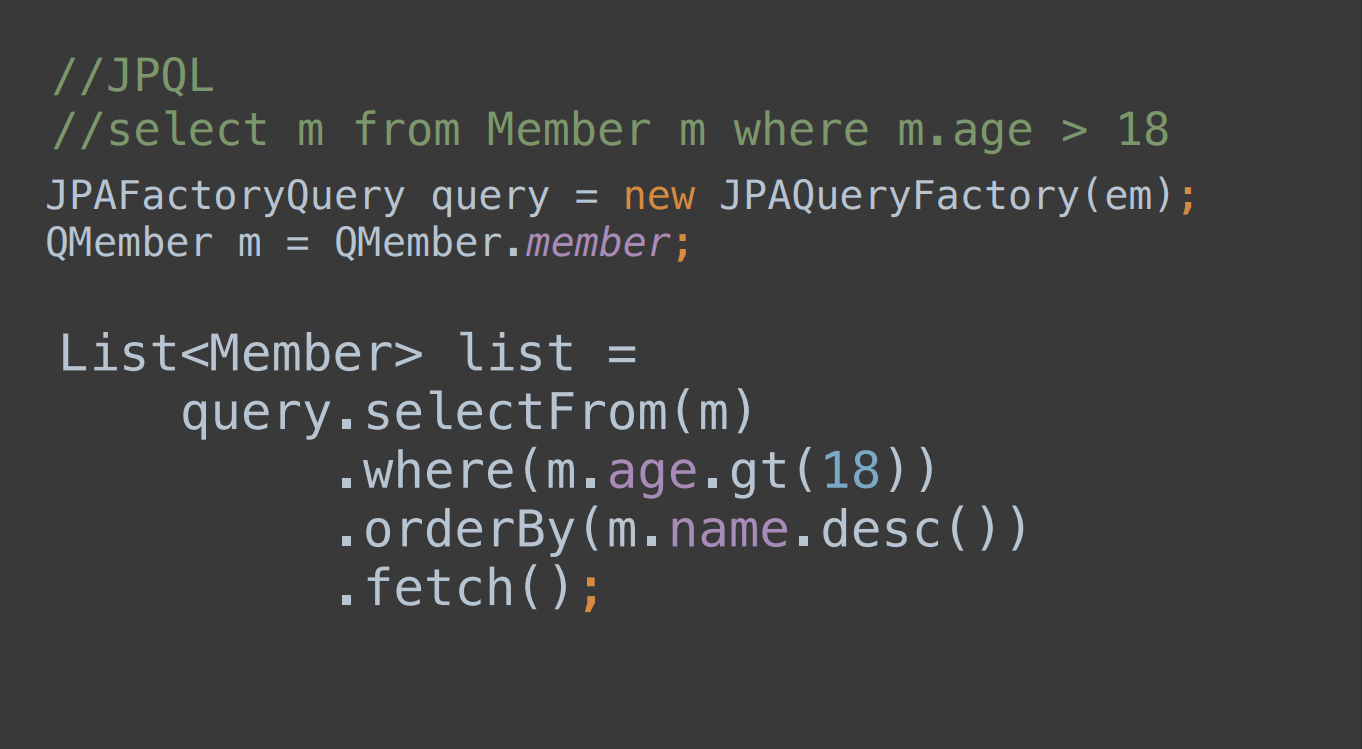 //JPQL
//select m from Member m where m.age > 18
JPAFactoryQuery query = new JPAQueryFactory(em);
QMember m = QMember.member;
List<Member> list =
query.selectFrom(m)
.where(m.age.gt(18))
.orderBy(m.name.desc())
.fetch();